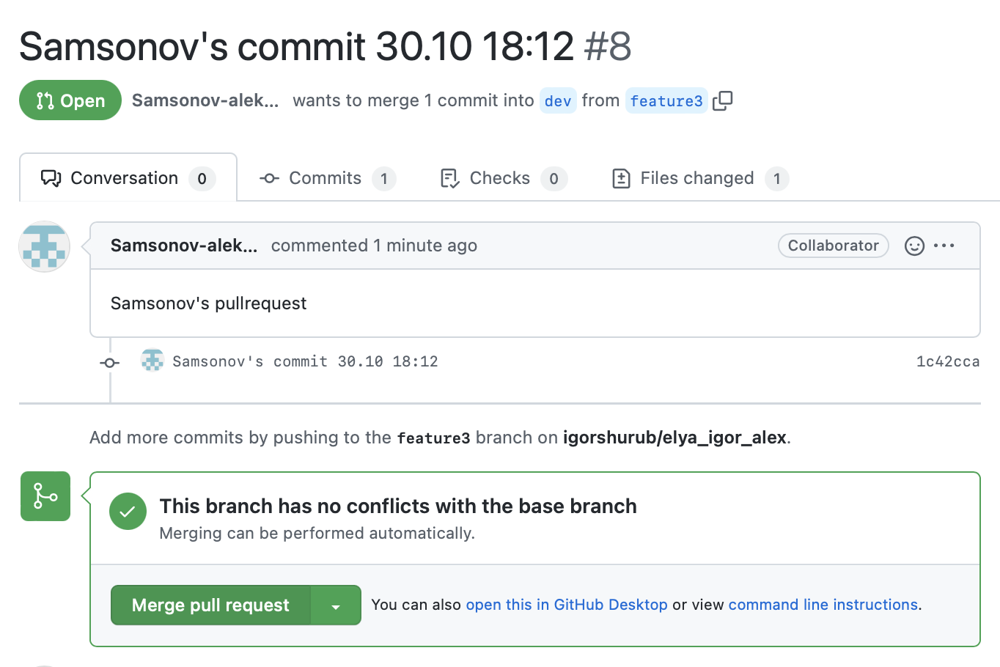 Samsonov's commit 30.10 18:12 #8
Open Samsonov-alek... wants to merge 1 commit into dev from feature3
Conversation 0 Commits 1 Checks 0 Files changed 1
Samsonov-alek... commented 1 minute ago Collaborator
Samsonov's pullrequest
Samsonov's commit 30.10 18:12 1c42cca
Add more commits by pushing to the feature3 branch on igorshurub/elya_igor_alex.
This branch has no conflicts with the base branch
Merging can be performed automatically.
Merge pull request You can also open this in GitHub Desktop or view command line instructions.